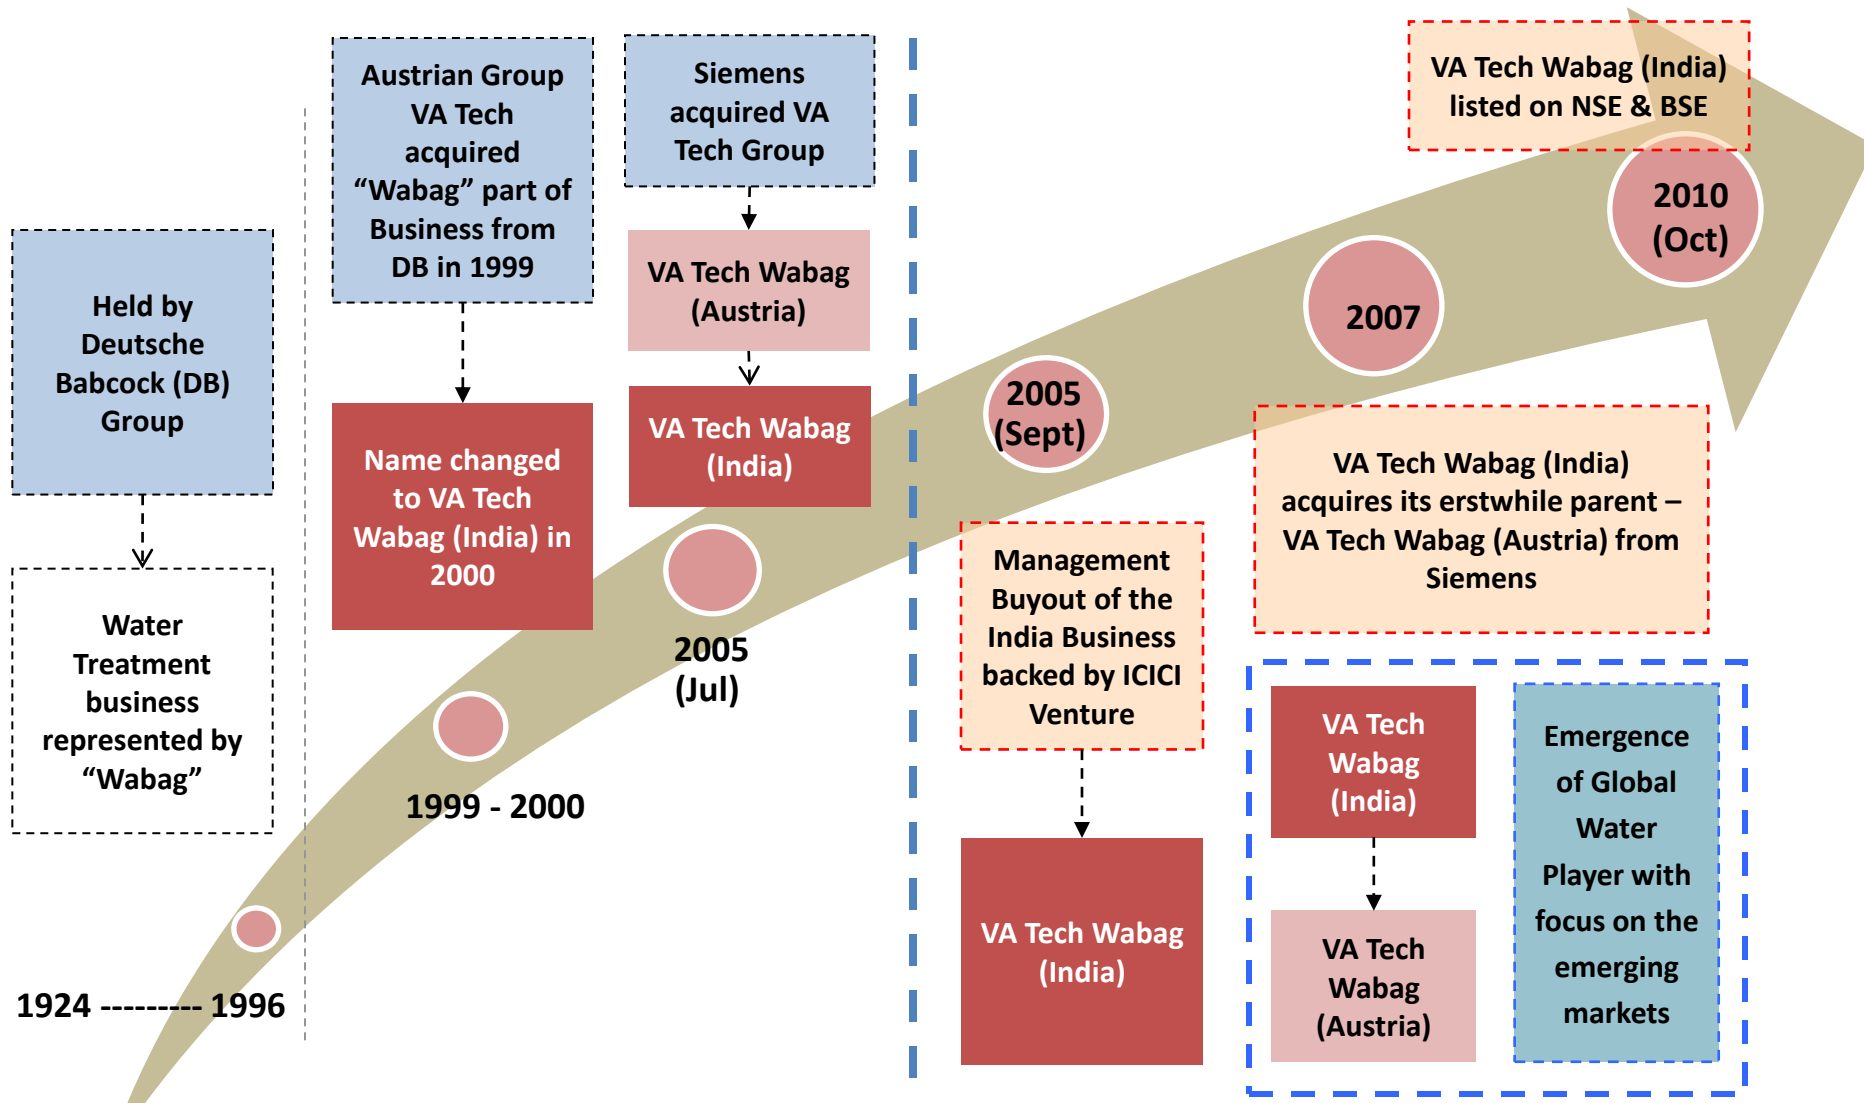 Held by
Deutsche
Babcock (DB)
Group
Water
Treatment
business
represented by
“Wabag”
1924 --------- 1996
Austrian Group
VA Tech
acquired
“Wabag” part of
Business from
DB in 1999
Name changed
to VA Tech
Wabag (India) in
2000
1999 - 2000
Siemens
acquired VA
Tech Group
VA Tech Wabag
(Austria)
VA Tech Wabag
(India)
2005
(Jul)
2005
(Sept)
Management
Buyout of the
India Business
backed by ICICI
Venture
VA Tech Wabag
(India)
2007
VA Tech Wabag (India)
acquires its erstwhile parent –
VA Tech Wabag (Austria) from
Siemens
VA Tech
Wabag
(India)
VA Tech
Wabag
(Austria)
Emergence
of Global
Water
Player with
focus on the
emerging
markets
VA Tech Wabag (India)
listed on NSE & BSE
2010
(Oct)